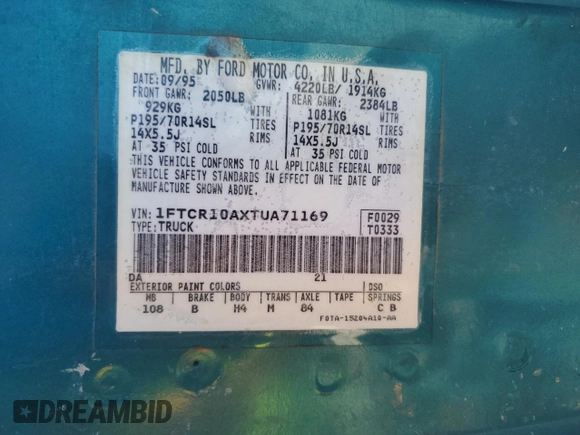 MFD. BY FORD MOTOR CO. IN U.S.A.
DATE: 09/95 GVWR: 4220LB/ 1914KG
FRONT GAWR: 2050LB REAR GAWR: 2384LB
929KG WITH 1081KG WITH
P195/70R14SL TIRES P195/70R14SL TIRES
14X5.5J RIMS 14X5.5J RIMS
AT 35 PSI COLD AT 35 PSI COLD
THIS VEHICLE CONFORMS TO ALL APPLICABLE FEDERAL MOTOR
VEHICLE SAFETY STANDARDS IN EFFECT ON THE DATE OF
MANUFACTURE SHOWN ABOVE.
VIN: 1FTCR10AXTUA71169 F0029
TYPE: TRUCK T0333
DA 21
EXTERIOR PAINT COLORS DSO
WB BRAKE BODY TRANS AXLE TAPE SPRINGS
108 B H4 M 84 C B
F0TA-15204A10-AA
DREAMBID